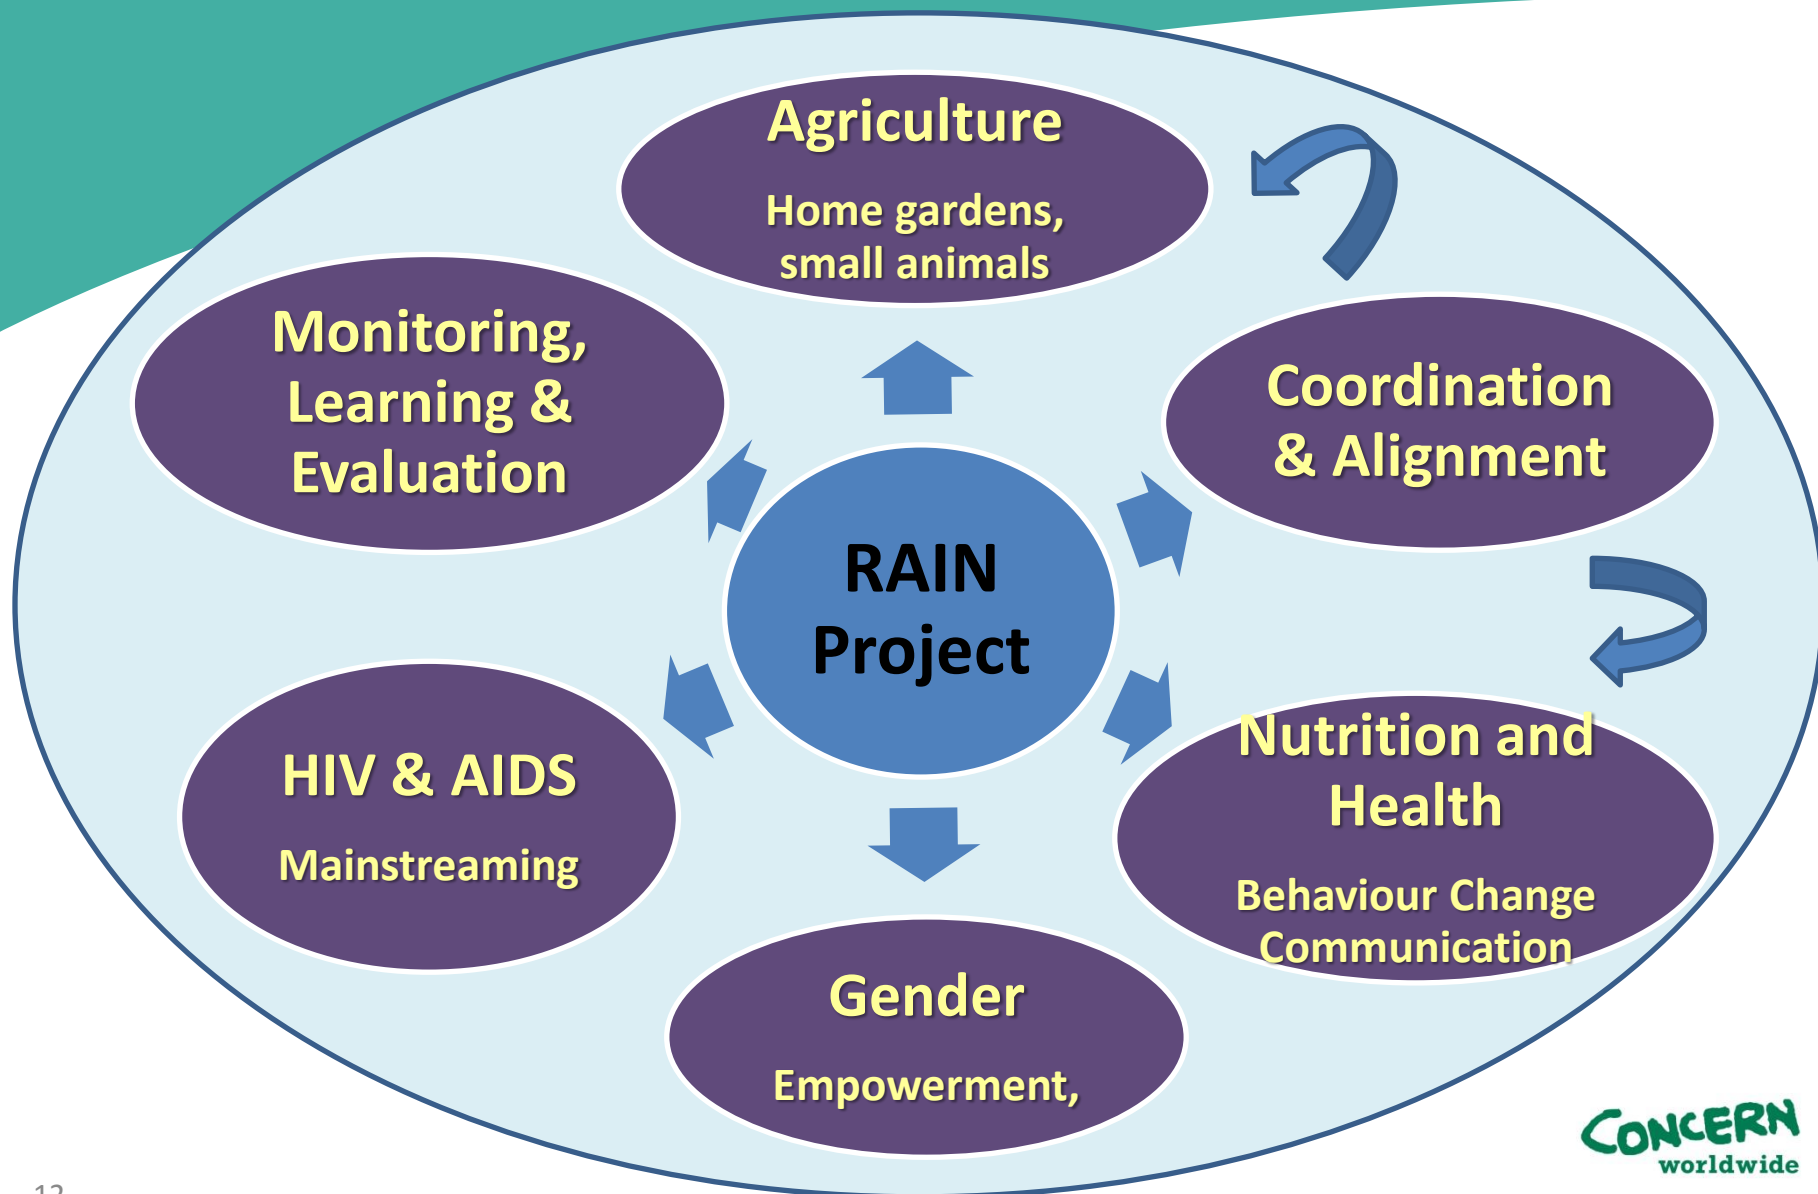 Agriculture
Home gardens,
small animals
Monitoring,
Learning &
Evaluation
Coordination
& Alignment
RAIN
Project
HIV & AIDS
Mainstreaming
Nutrition and
Health
Behaviour Change
Communication
Gender
Empowerment,
CONCERN
worldwide
12